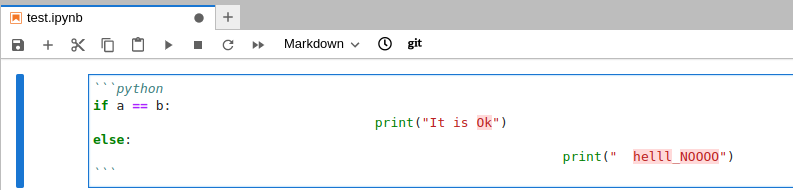 test.ipynb
Markdown git
```python
if a == b:
print("It is Ok")
else:
print("  helll_NOOOO")
```